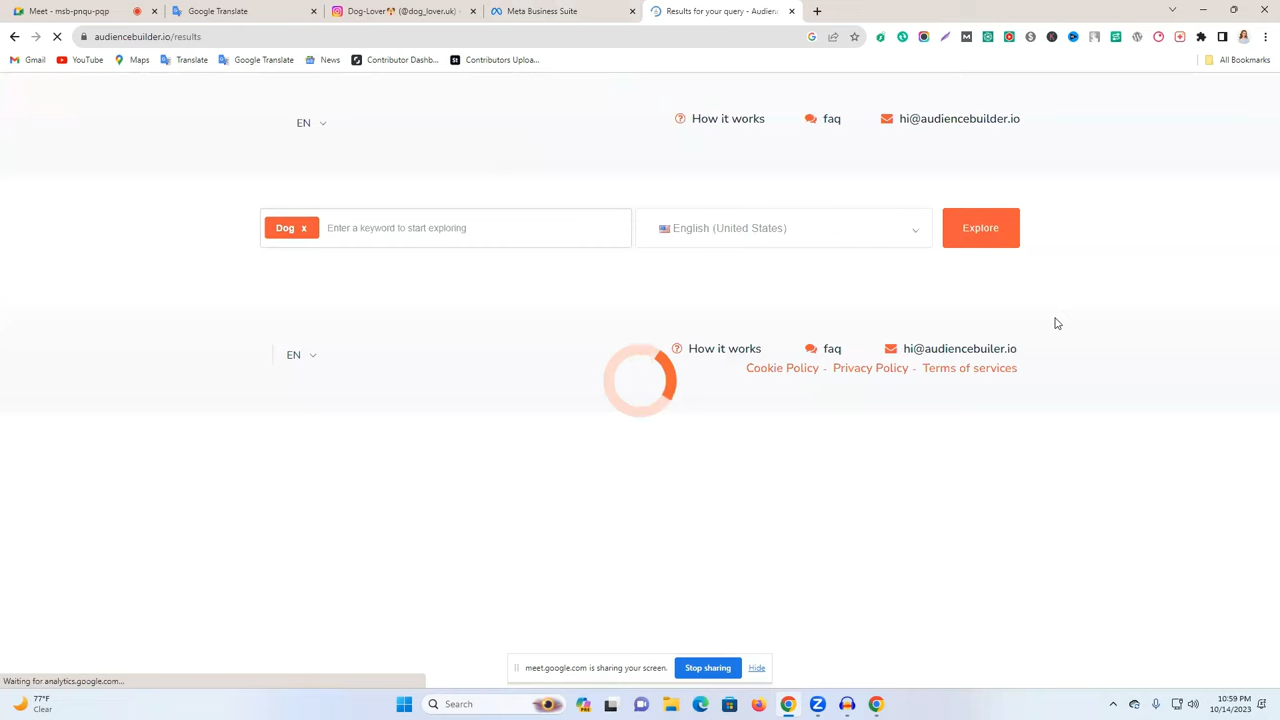 Meet - msb-pnqu-pop
Google Translate
Instagram
Dog-Lover (@dog_lover.uk) -
Meta Business Suite
Results for your query - Audien
audiencebuilder.io/results
Gmail
YouTube
Maps
Translate
Google Translate
News
Contributor Dashb...
Contributors Uploa...
All Bookmarks
EN
How it works
faq
hi@audiencebuilder.io
Dog x
Enter a keyword to start exploring
English (United States)
Explore
EN
How it works
faq
hi@audiencebuiler.io
Cookie Policy - Privacy Policy - Terms of services
meet.google.com is sharing your screen.
Stop sharing
Hide
Waiting for analytics.google.com...
77°F
Clear
Search
10:59 PM
10/14/2023